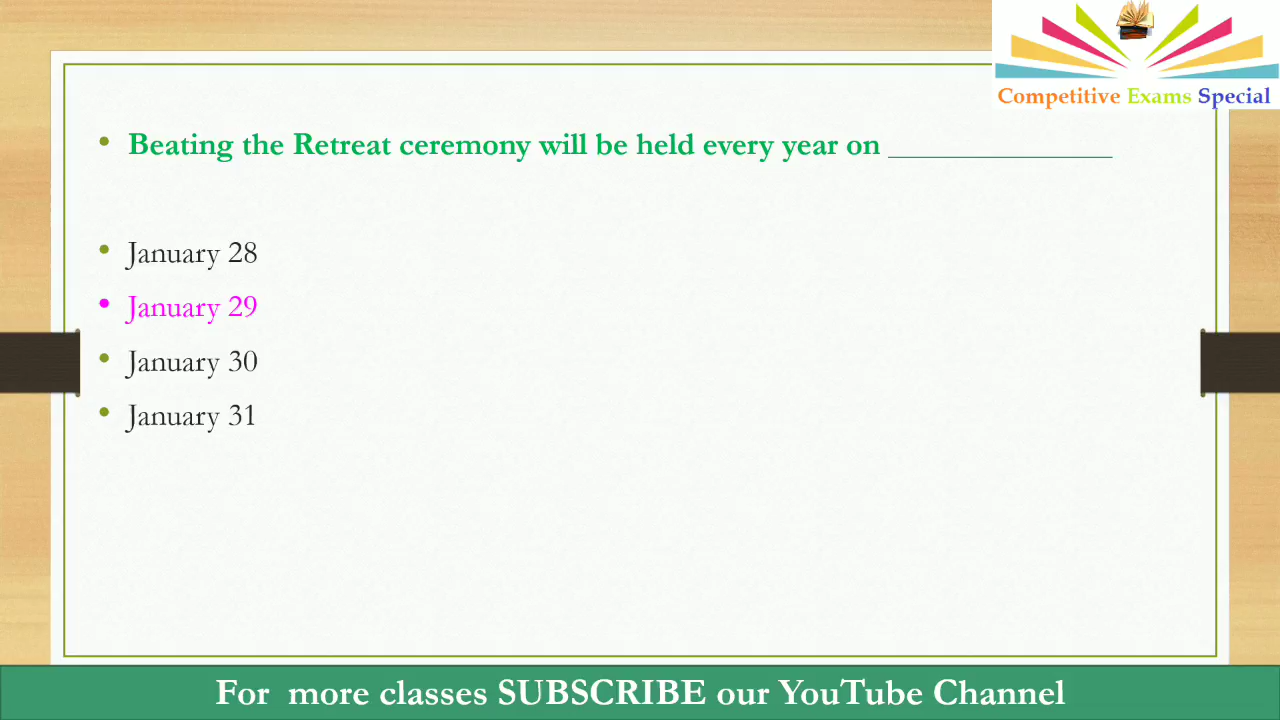 Competitive Exams Special
Beating the Retreat ceremony will be held every year on ______________
January 28
January 29
January 30
January 31
For more classes SUBSCRIBE our YouTube Channel